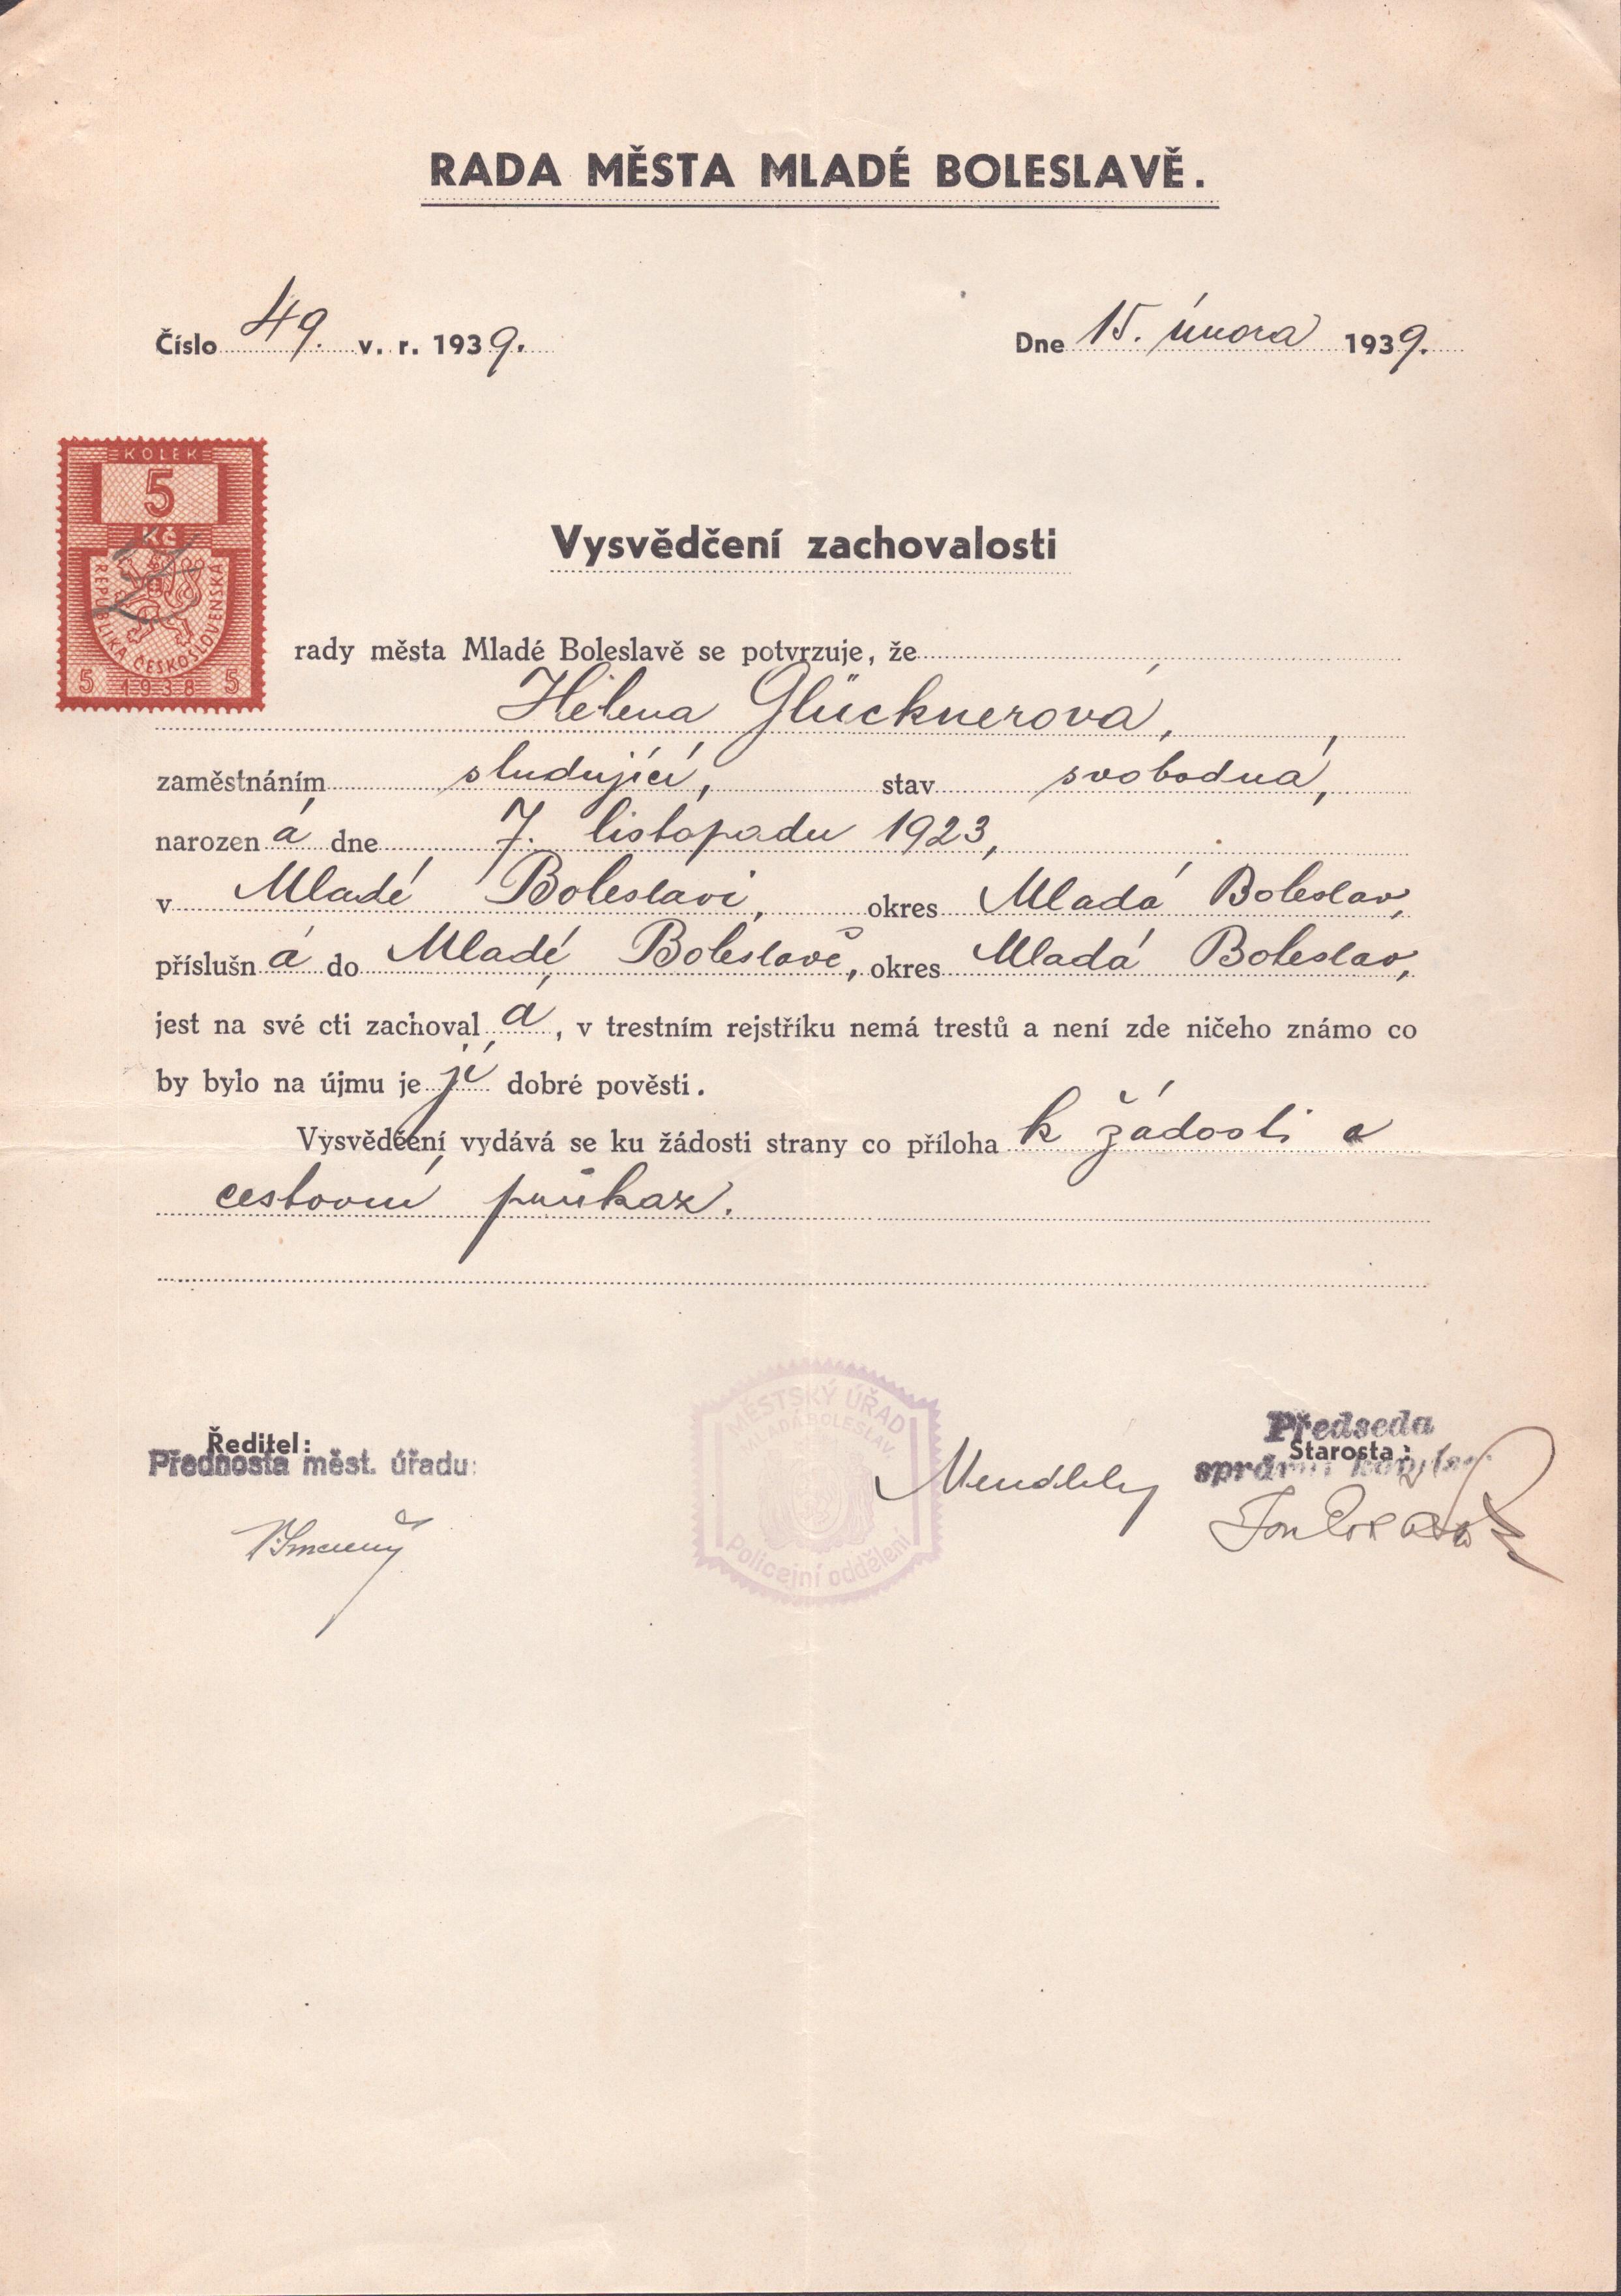 RADA MĚSTA MLADÉ BOLESLAVĚ.
Číslo 49. v. r. 1939.
Dne 15. února 1939.
KOLEK
5
Kč
REPUBLIKA ČESKOSLOVENSKÁ
5 1938 5
Vysvědčení zachovalosti
rady města Mladé Boleslavě se potvrzuje, že
Helena Glücknerová,
zaměstnáním studující, stav svobodná,
narozená dne 7. listopadu 1923,
v Mladé Boleslavi, okres Mladá Boleslav,
příslušná do Mladé Boleslavě, okres Mladá Boleslav,
jest na své cti zachovala, v trestním rejstříku nemá trestů a není zde ničeho známo co
by bylo na újmu je jí dobré pověsti.
Vysvědčení vydává se ku žádosti strany co příloha k žádosti o
cestovní průkaz.
Ředitel:
Přednosta měst. úřadu:
MĚSTSKÝ ÚŘAD
MLADÁ BOLESLAV
Policejní oddělení
Předseda
Starosta:
správní